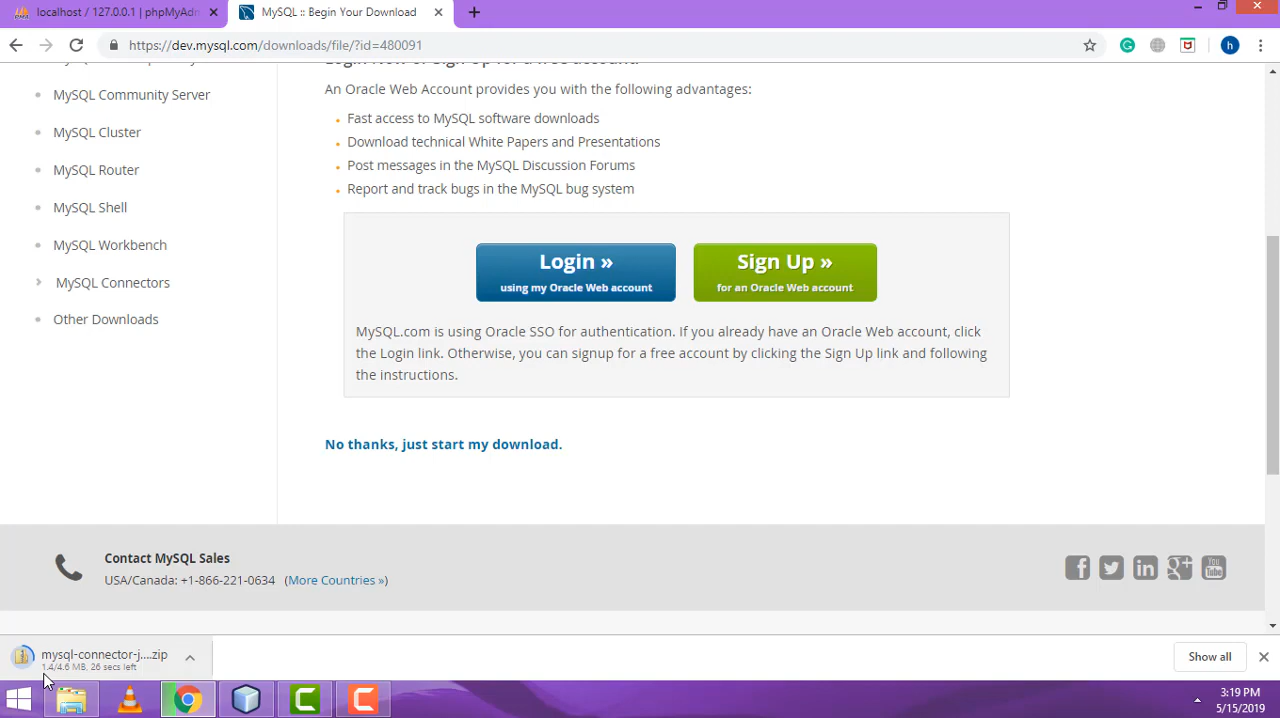 localhost / 127.0.0.1 | phpMyAdm
MySQL :: Begin Your Download
https://dev.mysql.com/downloads/file/?id=480091
Login Now or Sign Up for a free account.
An Oracle Web Account provides you with the following advantages:
Fast access to MySQL software downloads
Download technical White Papers and Presentations
Post messages in the MySQL Discussion Forums
Report and track bugs in the MySQL bug system
MySQL Community Server
MySQL Cluster
MySQL Router
MySQL Shell
MySQL Workbench
MySQL Connectors
Other Downloads
Login »
using my Oracle Web account
Sign Up »
for an Oracle Web account
MySQL.com is using Oracle SSO for authentication. If you already have an Oracle Web account, click
the Login link. Otherwise, you can signup for a free account by clicking the Sign Up link and following
the instructions.
No thanks, just start my download.
Contact MySQL Sales
USA/Canada: +1-866-221-0634 (More Countries »)
mysql-connector-j....zip
1.4/4.6 MB, 26 secs left
Show all
3:19 PM
5/15/2019